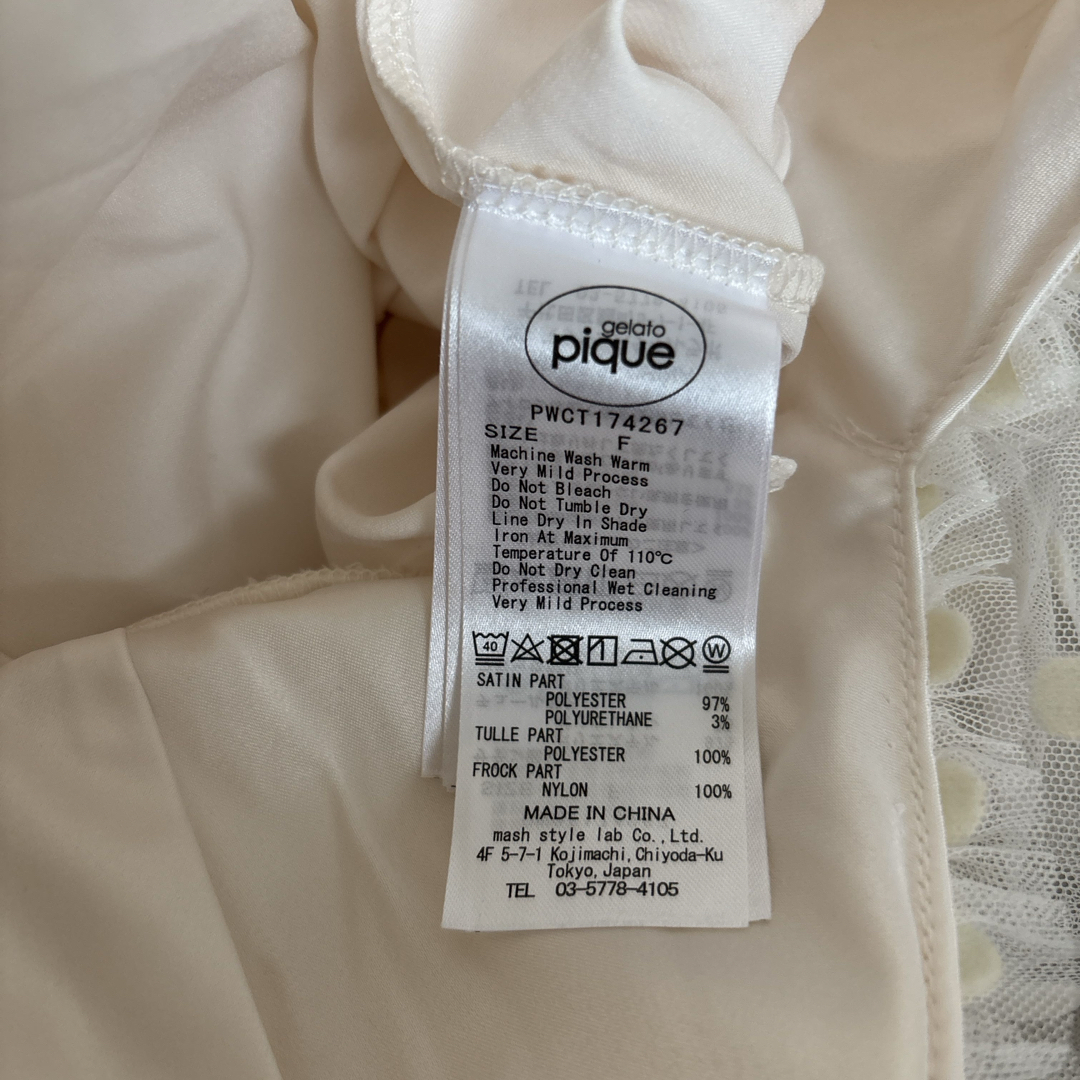 gelato
pique
PWCT174267
SIZE F
Machine Wash Warm
Very Mild Process
Do Not Bleach
Do Not Tumble Dry
Line Dry In Shade
Iron At Maximum
Temperature Of 110℃
Do Not Dry Clean
Professional Wet Cleaning
Very Mild Process
40 W
SATIN PART
POLYESTER 97%
POLYURETHANE 3%
TULLE PART
POLYESTER 100%
FROCK PART
NYLON 100%
MADE IN CHINA
mash style lab Co.,Ltd.
4F 5-7-1 Kojimachi,Chiyoda-Ku
Tokyo,Japan
TEL 03-5778-4105